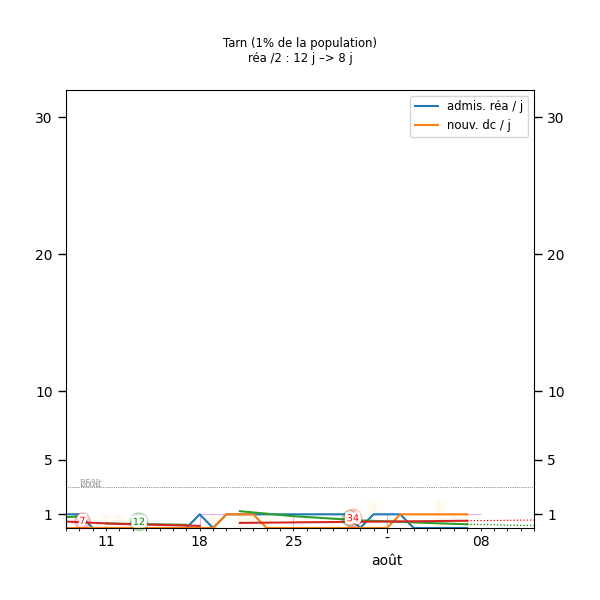 Tarn (1% de la population)
réa /2 : 12 j –> 8 j
admis. réa / j
nouv. dc / j
30 30
20 20
10 10
5 5
1 1
7 12 34
11 18 25 - 08
août